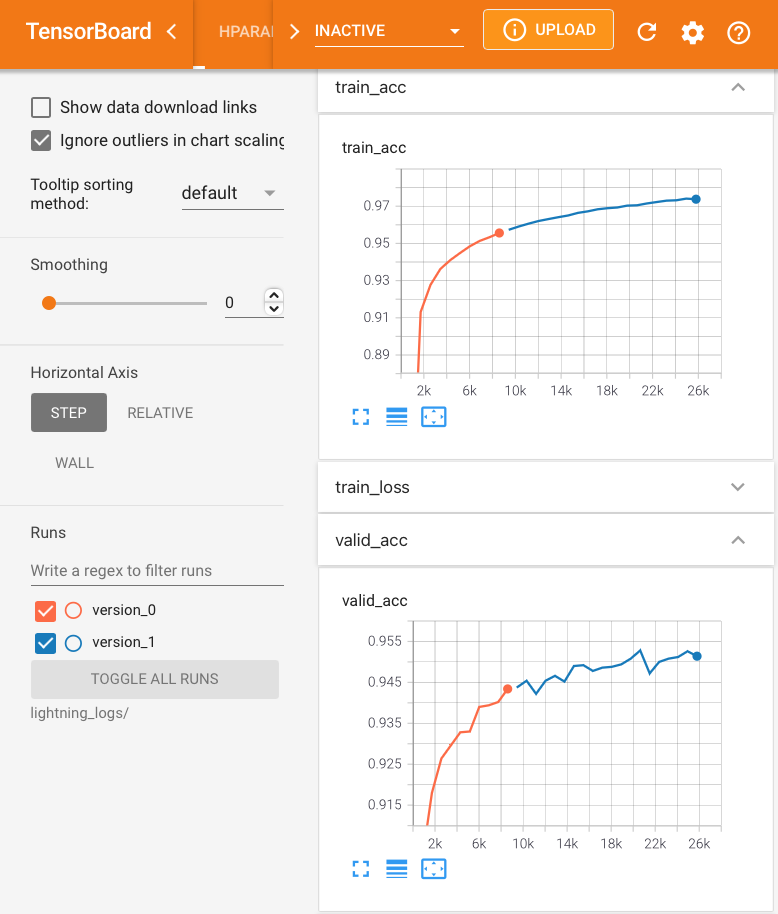 TensorBoard
HPARA
INACTIVE
UPLOAD
Show data download links
Ignore outliers in chart scaling
Tooltip sorting
method:
default
Smoothing
0
Horizontal Axis
STEP
RELATIVE
WALL
Runs
Write a regex to filter runs
version_0
version_1
TOGGLE ALL RUNS
lightning_logs/
train_acc
train_acc
0.97
0.95
0.93
0.91
0.89
2k 6k 10k 14k 18k 22k 26k
train_loss
valid_acc
valid_acc
0.955
0.945
0.935
0.925
0.915
2k 6k 10k 14k 18k 22k 26k